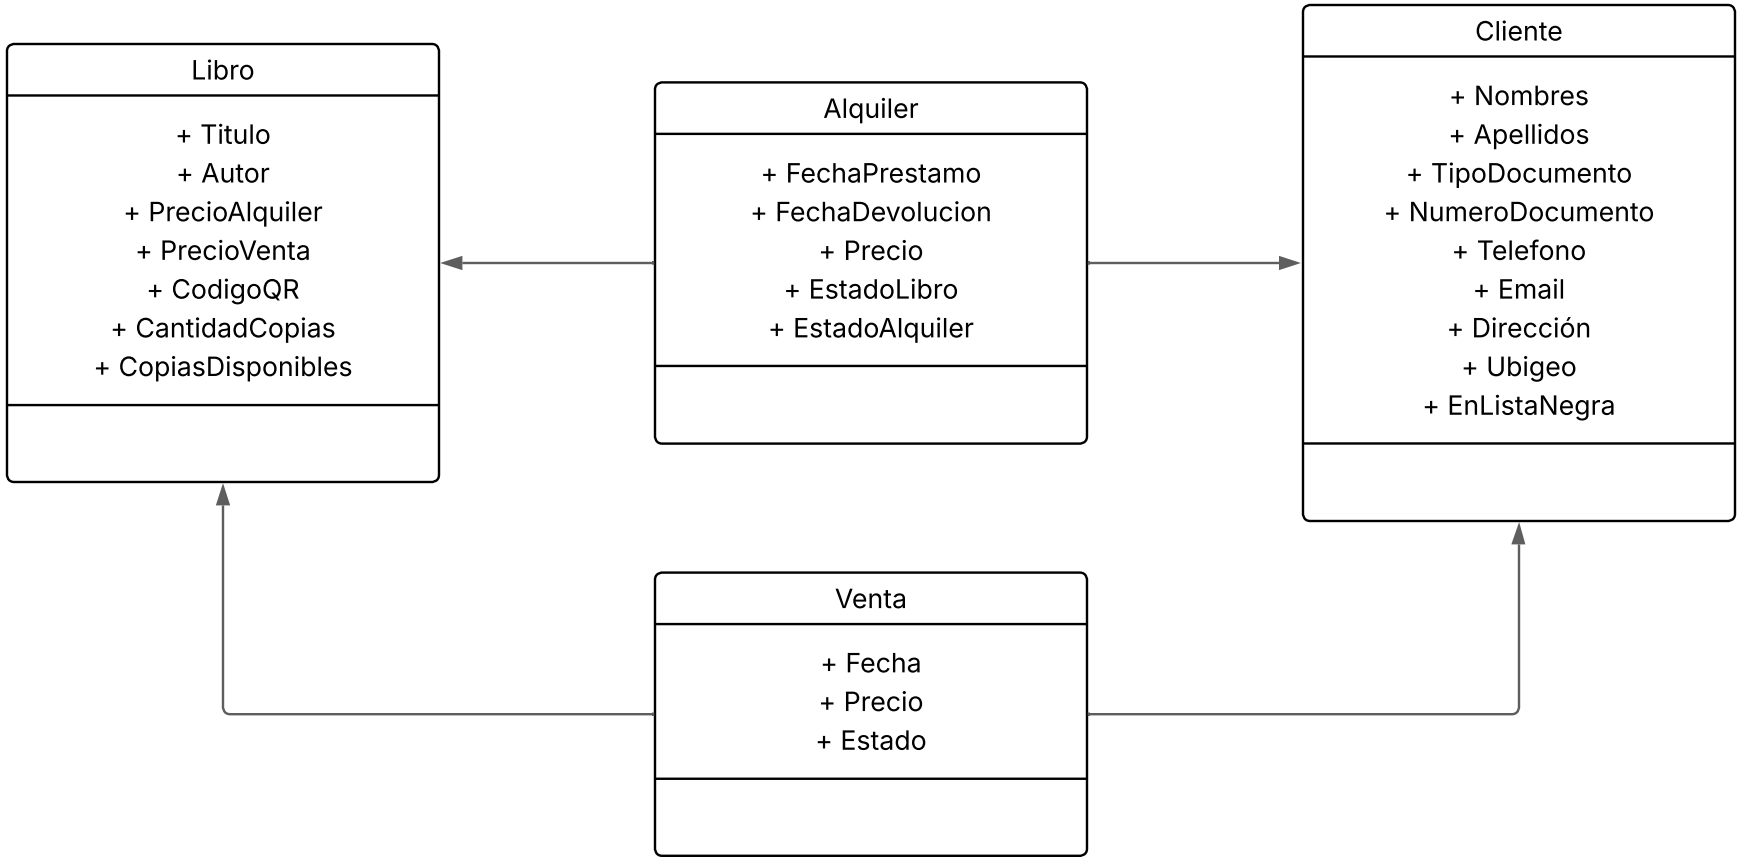 Libro
+ Titulo
+ Autor
+ PrecioAlquiler
+ PrecioVenta
+ CodigoQR
+ CantidadCopias
+ CopiasDisponibles
Alquiler
+ FechaPrestamo
+ FechaDevolucion
+ Precio
+ EstadoLibro
+ EstadoAlquiler
Cliente
+ Nombres
+ Apellidos
+ TipoDocumento
+ NumeroDocumento
+ Telefono
+ Email
+ Dirección
+ Ubigeo
+ EnListaNegra
Venta
+ Fecha
+ Precio
+ Estado